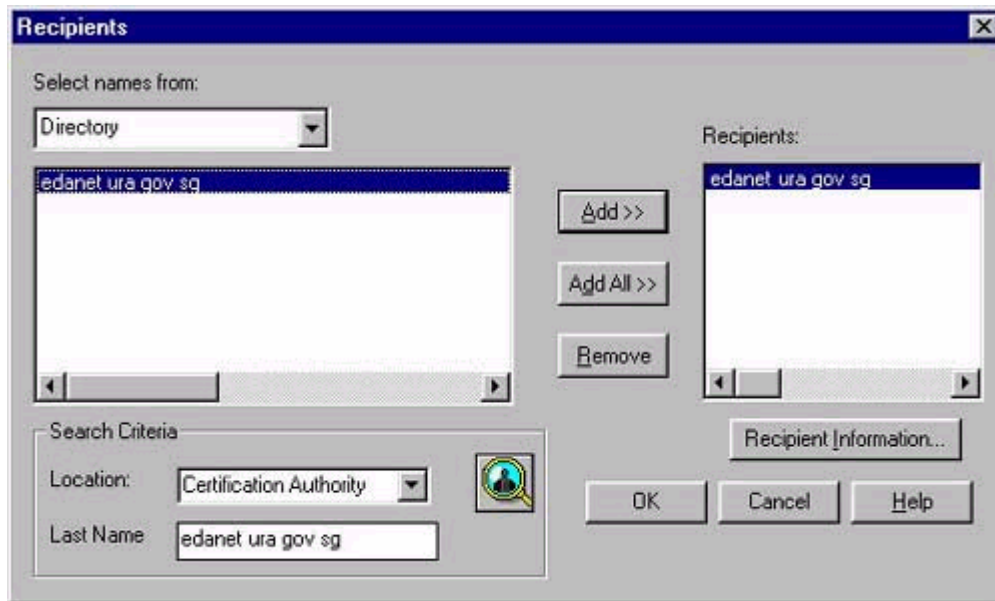 Recipients
Select names from:
Directory
edanet ura gov sg
Add >>
Add All >>
Remove
Recipients:
edanet ura gov sg
Search Criteria
Location:
Certification Authority
Last Name
edanet ura gov sg
Recipient Information...
OK
Cancel
Help